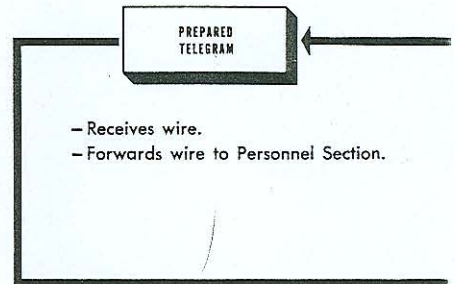 PREPARED
TELEGRAM
– Receives wire.
– Forwards wire to Personnel Section.